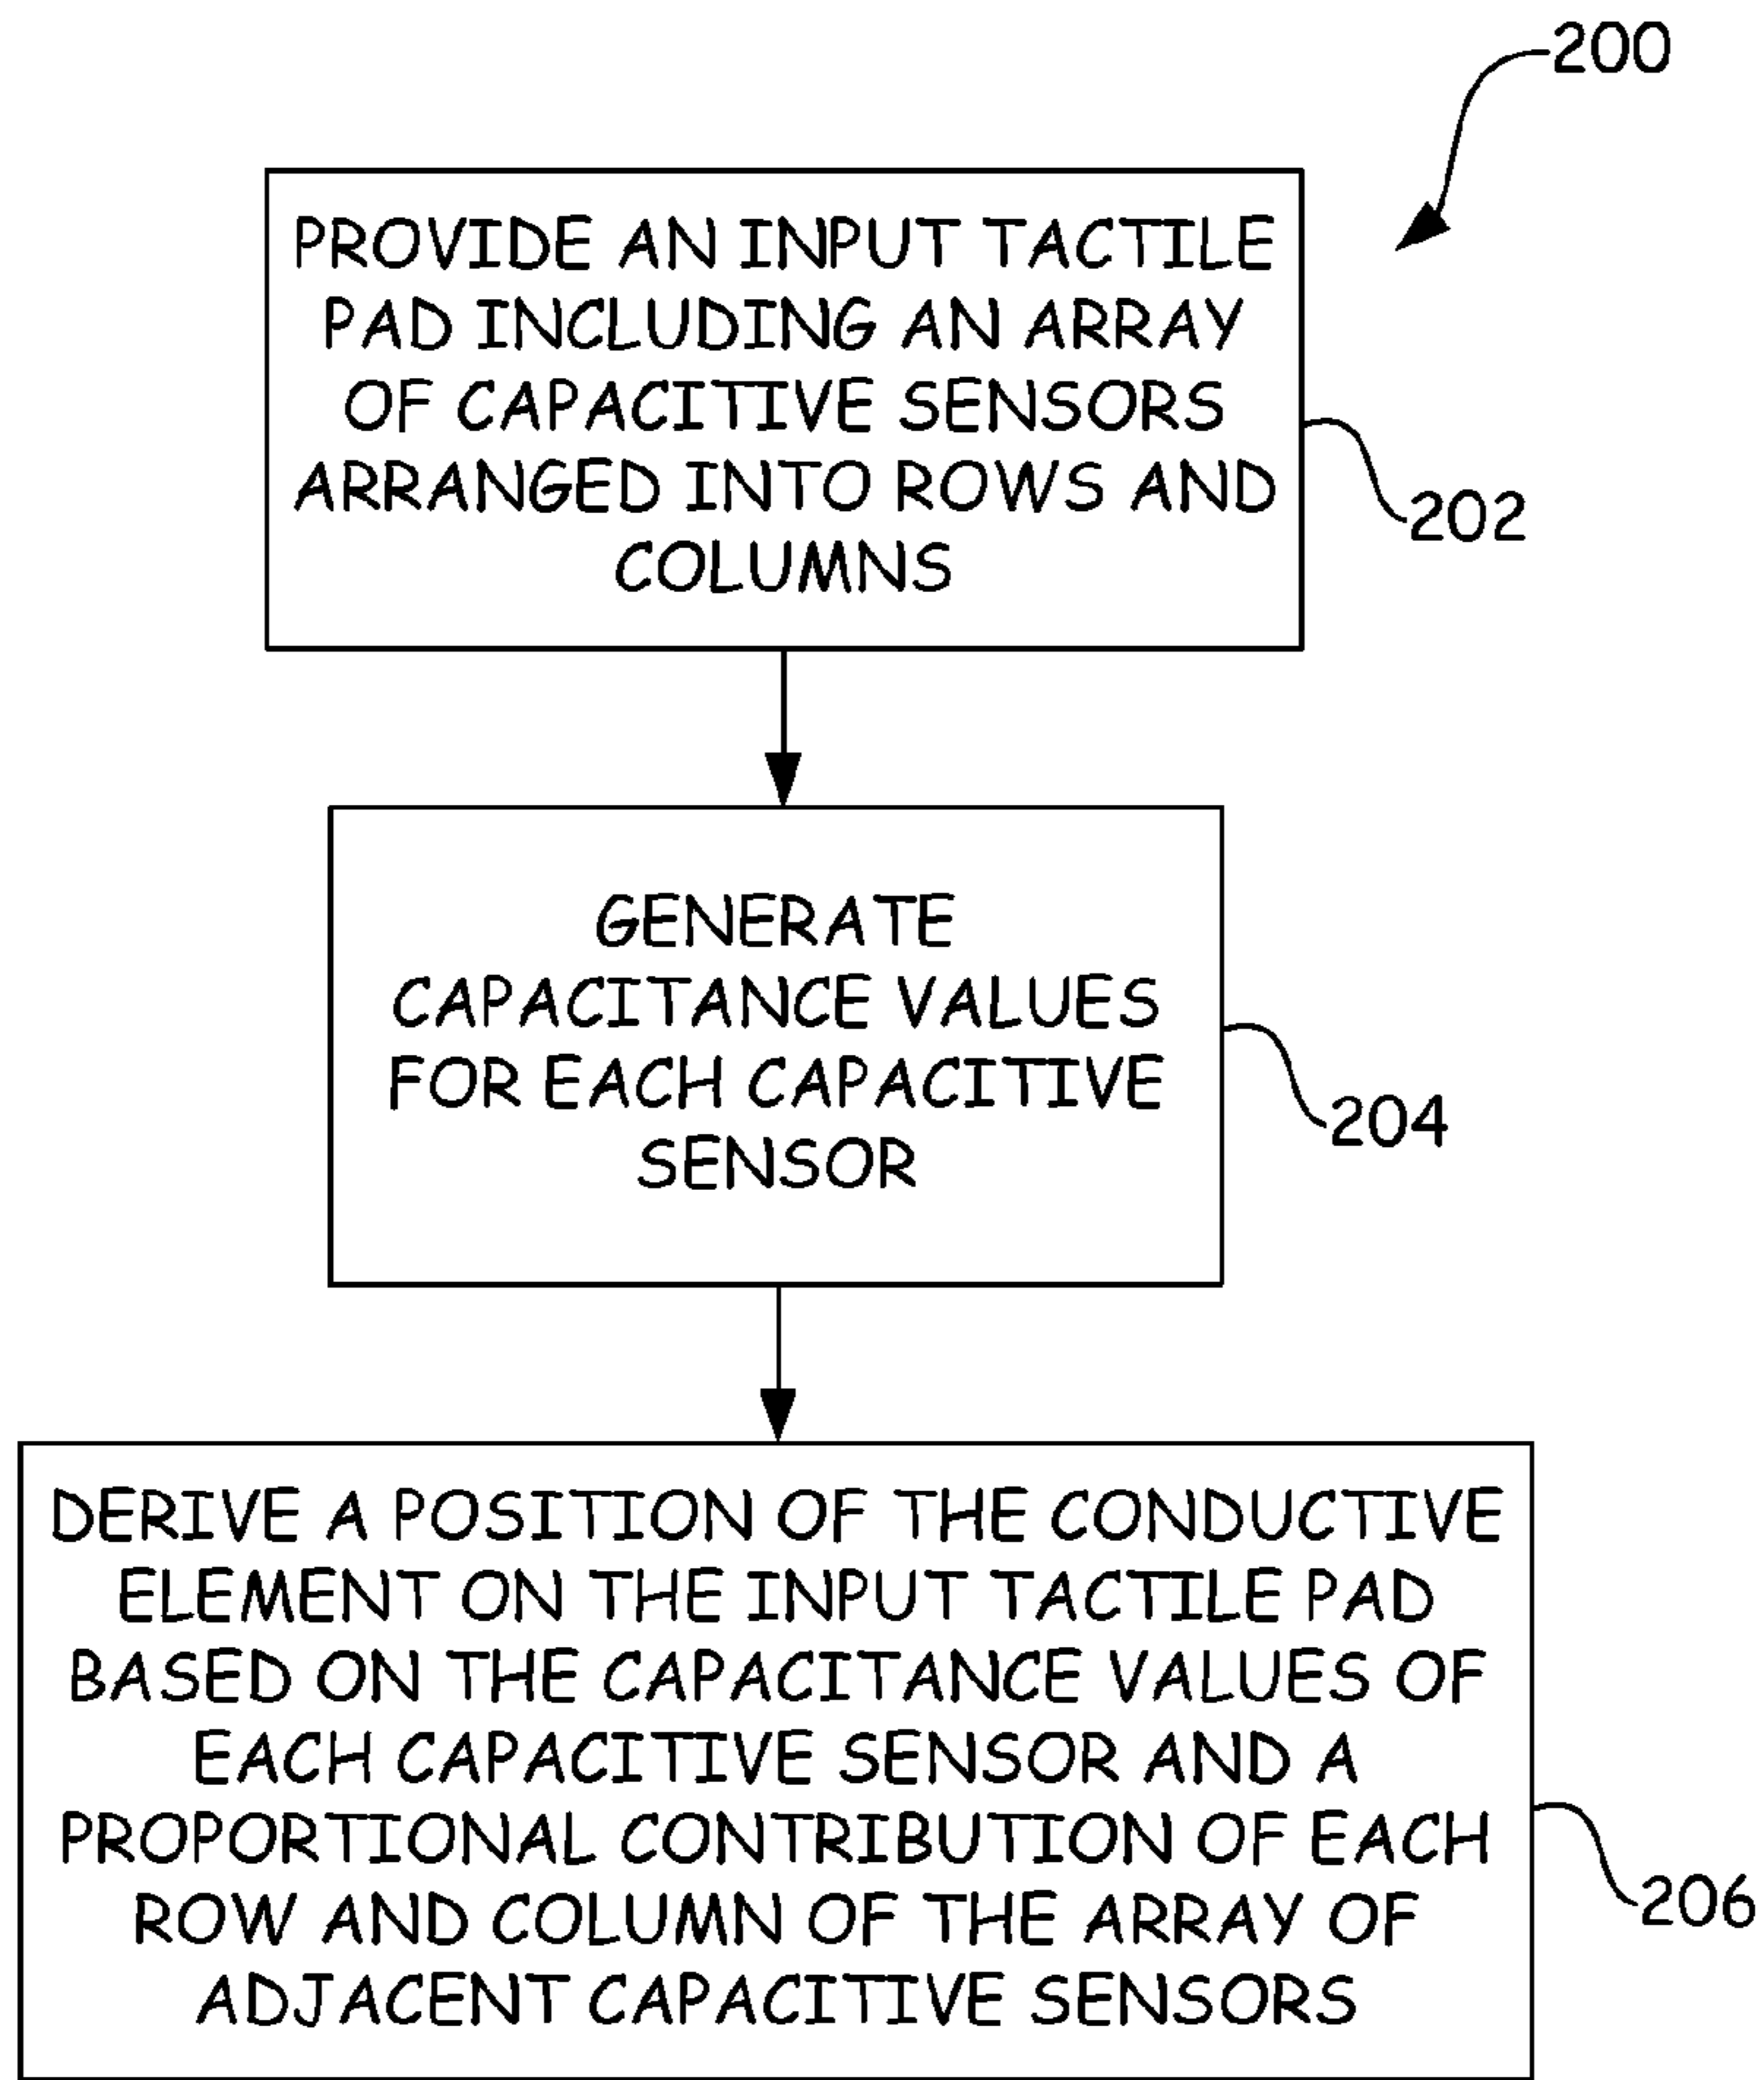 200
PROVIDE AN INPUT TACTILE
PAD INCLUDING AN ARRAY
OF CAPACITIVE SENSORS
ARRANGED INTO ROWS AND
COLUMNS
202
GENERATE
CAPACITANCE VALUES
FOR EACH CAPACITIVE
SENSOR
204
DERIVE A POSITION OF THE CONDUCTIVE
ELEMENT ON THE INPUT TACTILE PAD
BASED ON THE CAPACITANCE VALUES OF
EACH CAPACITIVE SENSOR AND A
PROPORTIONAL CONTRIBUTION OF EACH
ROW AND COLUMN OF THE ARRAY OF
ADJACENT CAPACITIVE SENSORS
206